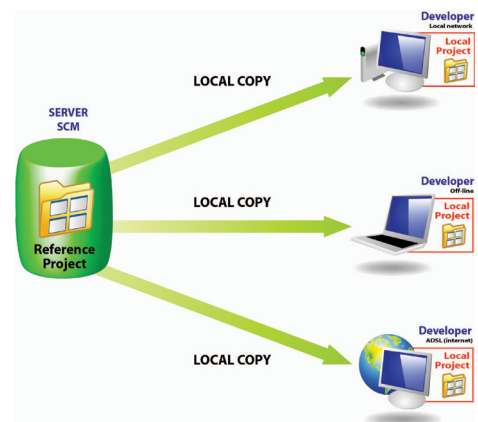 Developer
Local network
Local
Project
LOCAL COPY
SERVER
SCM
Developer
Off-line
LOCAL COPY
Local
Project
Reference
Project
Developer
ADSL (internet)
LOCAL COPY
Local
Project